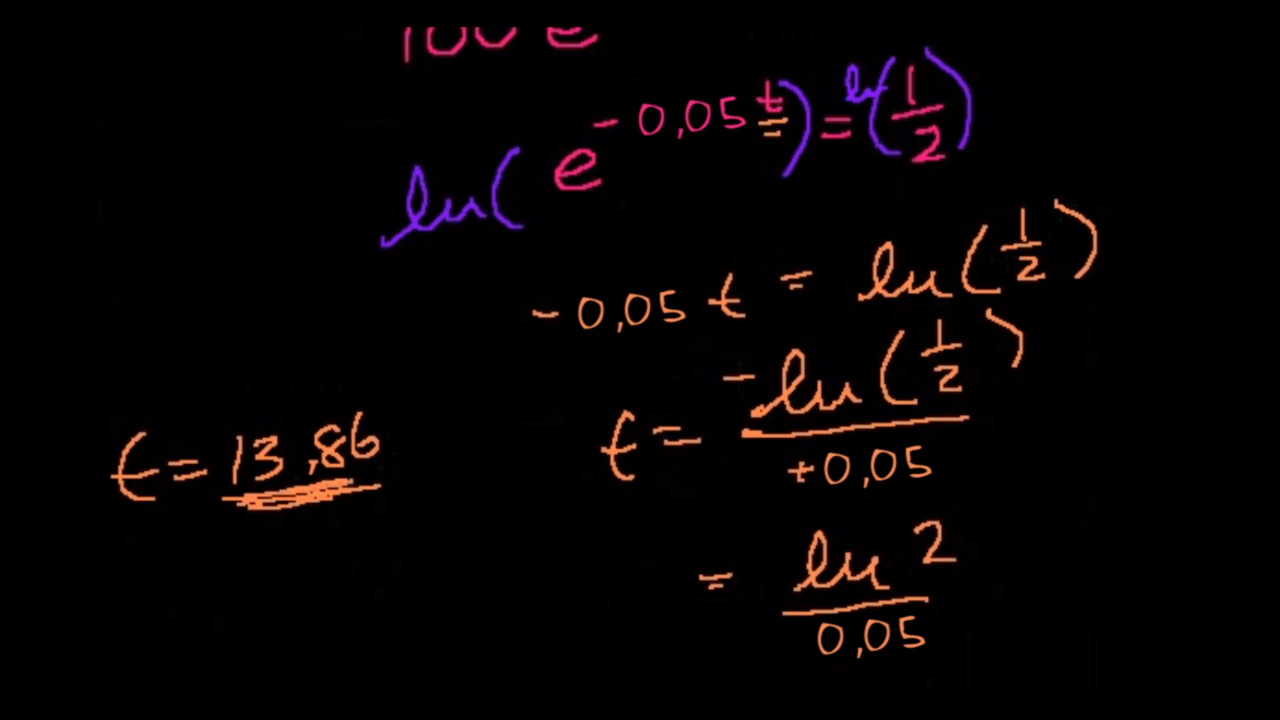 100 e
ln(e^{-0,05t}) = ln(1/2)
-0,05 t = ln(1/2)
t = -ln(1/2) / +0,05
t = 13,86
= ln 2 / 0,05